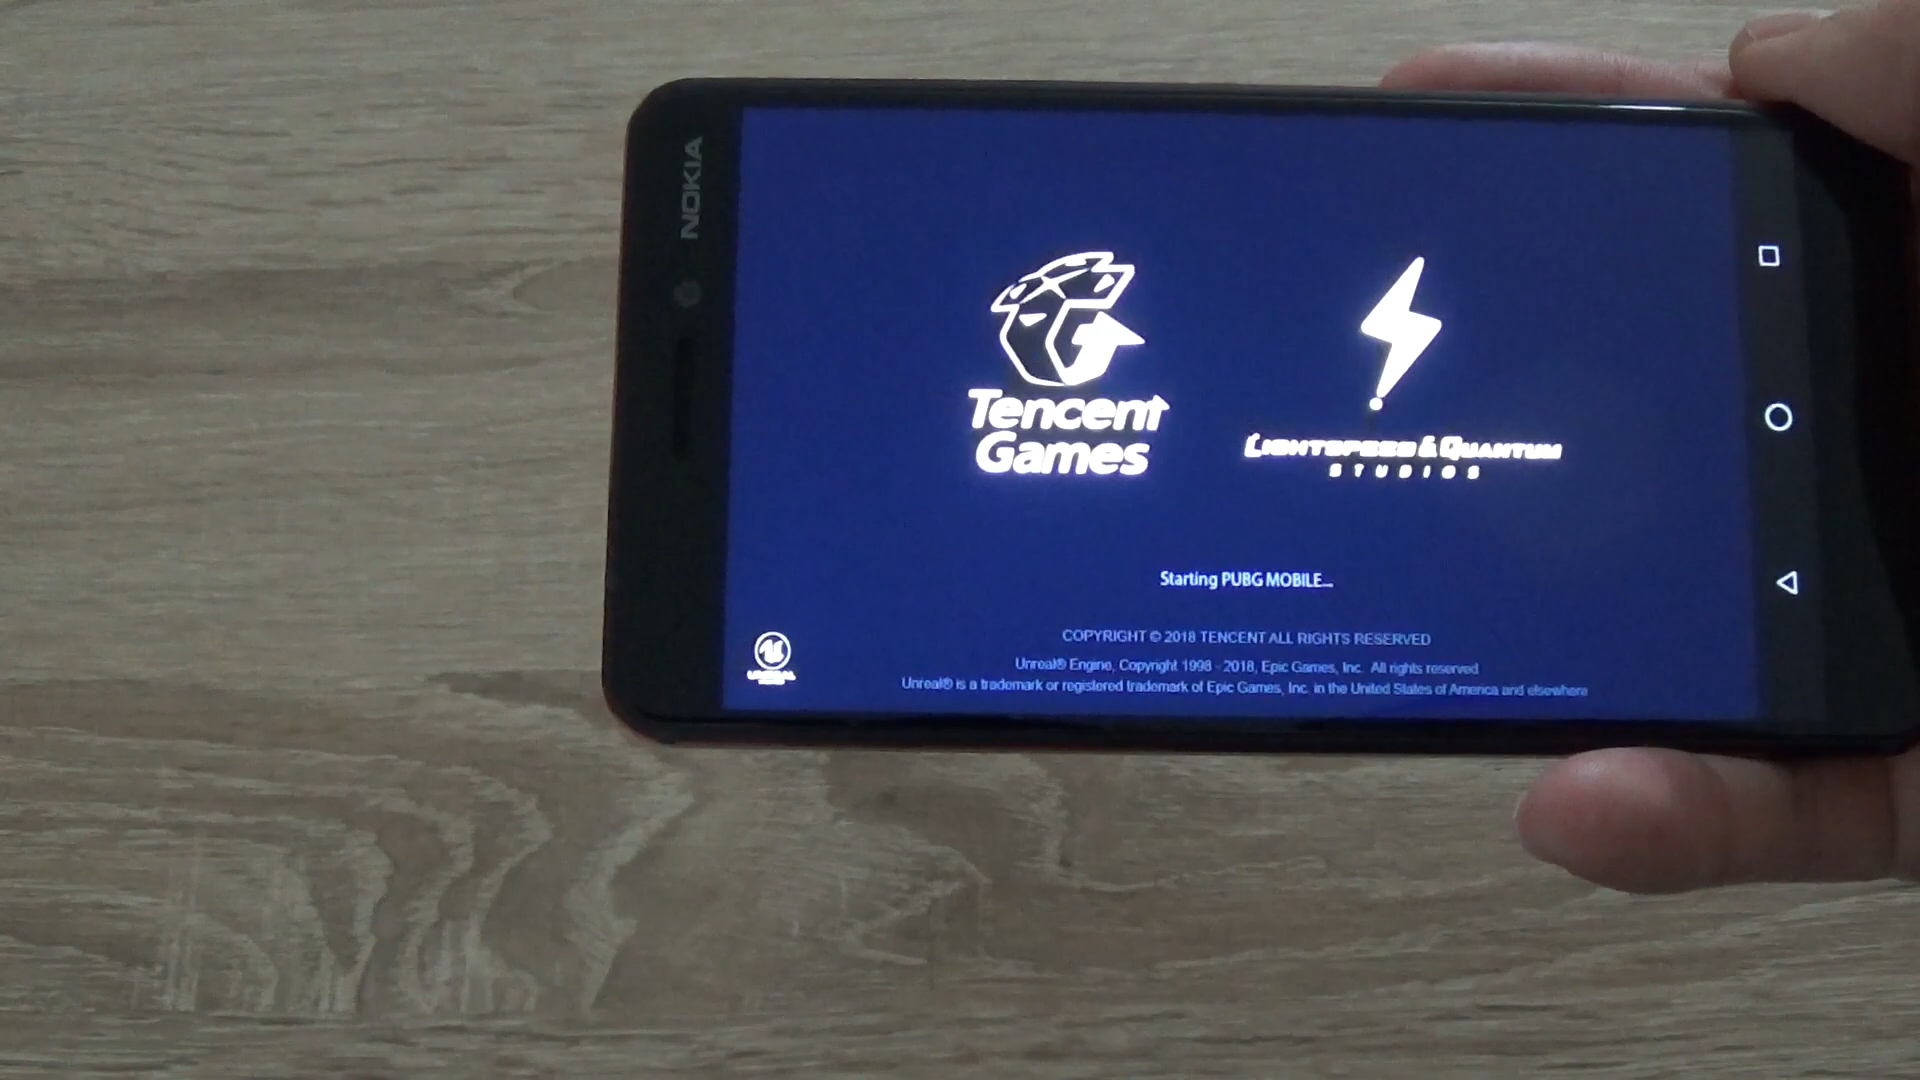 NOKIA
Tencent
Games
LIGHTSPEED & QUANTUM
STUDIOS
Starting PUBG MOBILE...
COPYRIGHT © 2018 TENCENT ALL RIGHTS RESERVED
Unreal® Engine, Copyright 1998 - 2018, Epic Games, Inc. All rights reserved
Unreal® is a trademark or registered trademark of Epic Games, Inc. in the United States of America and elsewhere
UNREAL